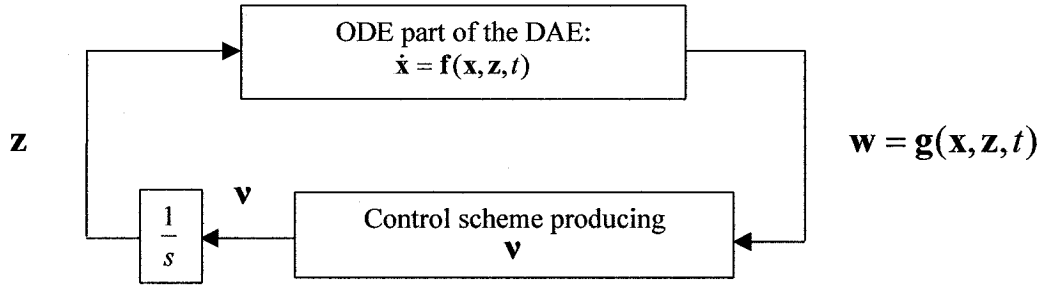 ODE part of the DAE:
ẋ = f(x, z, t)
z
w = g(x, z, t)
ν
1
s
Control scheme producing
ν